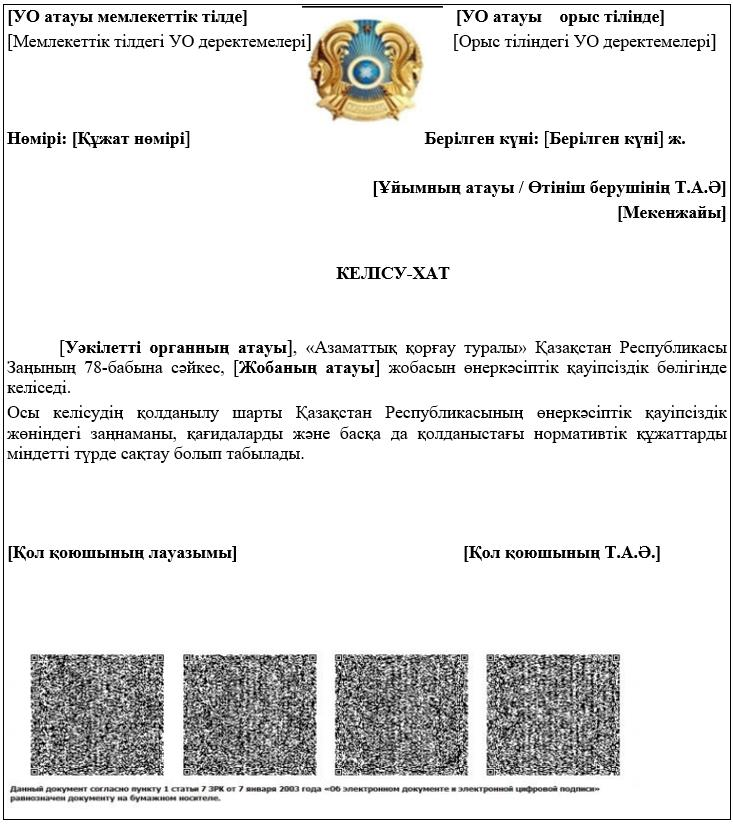 [УО атауы мемлекеттік тілде] [УО атауы орыс тілінде]
[Мемлекеттік тілдегі УО деректемелері] [Орыс тіліндегі УО деректемелері]
Нөмірі: [Құжат нөмірі] Берілген күні: [Берілген күні] ж.
[Ұйымның атауы / Өтініш берушінің Т.А.Ә]
[Мекенжайы]
КЕЛІСУ-ХАТ
[Уәкілетті органның атауы], «Азаматтық қорғау туралы» Қазақстан Республикасы
Заңының 78-бабына сәйкес, [Жобаның атауы] жобасын өнеркәсіптік қауіпсіздік бөлігінде
келіседі.
Осы келісудің қолданылу шарты Қазақстан Республикасының өнеркәсіптік қауіпсіздік
жөніндегі заңнаманы, қағидаларды және басқа да қолданыстағы нормативтік құжаттарды
міндетті түрде сақтау болып табылады.
[Қол қоюшының лауазымы] [Қол қоюшының Т.А.Ә.]
Данный документ согласно пункту 1 статьи 7 ЗРК от 7 января 2003 года «Об электронном документе и электронной цифровой подписи»
равнозначен документу на бумажном носителе.